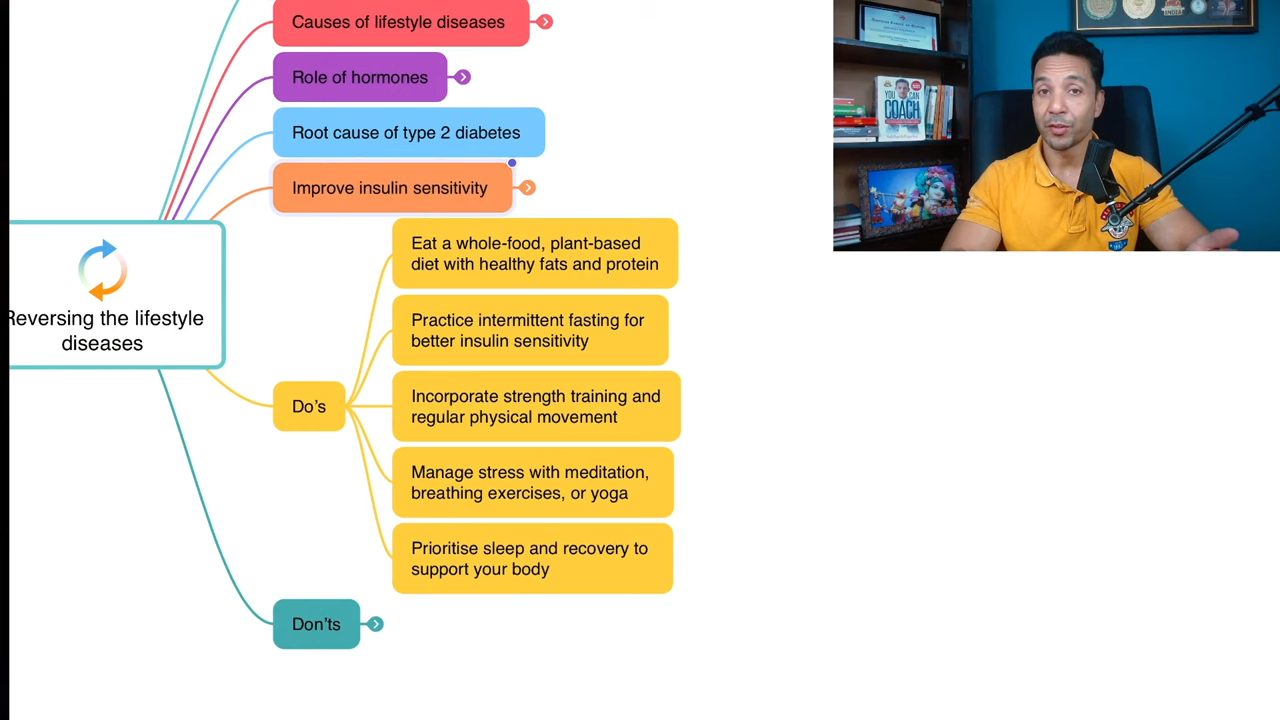 Causes of lifestyle diseases
Role of hormones
Root cause of type 2 diabetes
Improve insulin sensitivity
Reversing the lifestyle
diseases
Do’s
Eat a whole-food, plant-based
diet with healthy fats and protein
Practice intermittent fasting for
better insulin sensitivity
Incorporate strength training and
regular physical movement
Manage stress with meditation,
breathing exercises, or yoga
Prioritise sleep and recovery to
support your body
Don’ts
YOU CAN
COACH